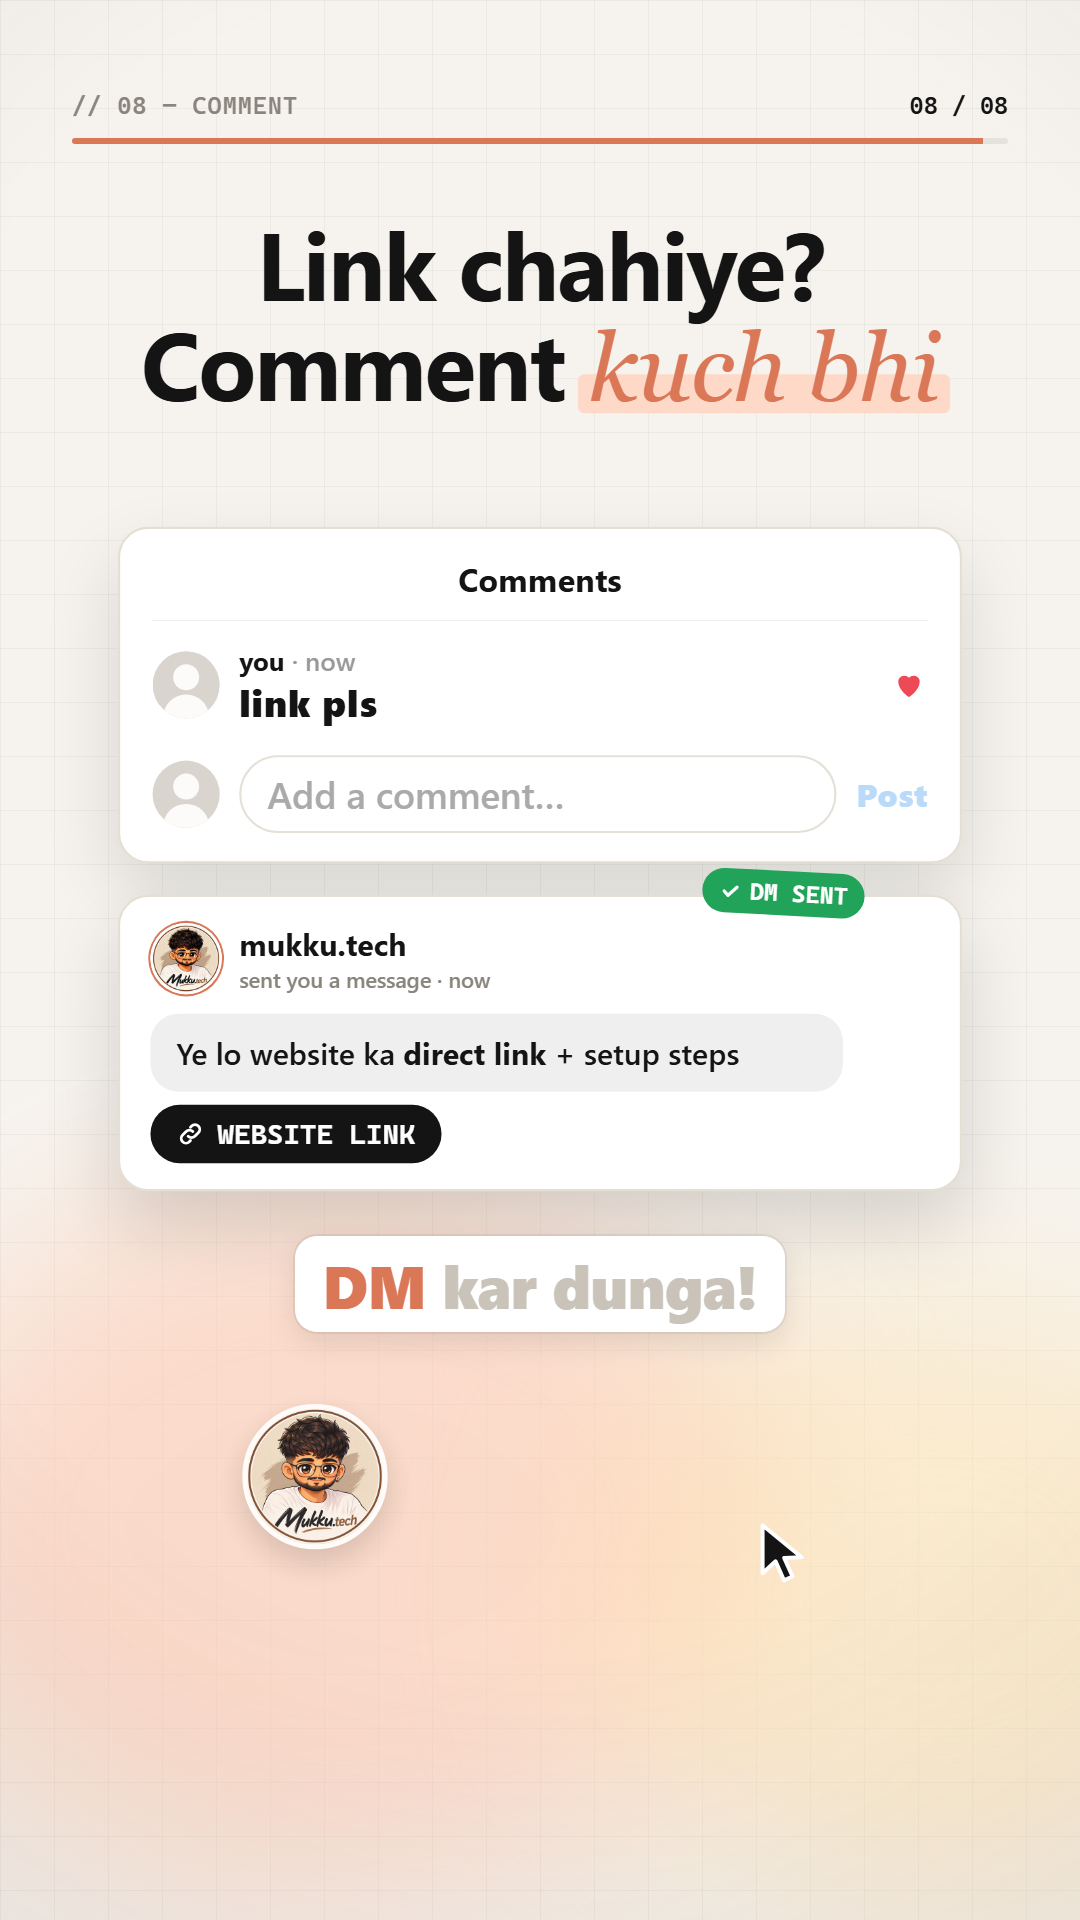 // 08 – COMMENT
08 / 08
Link chahiye?
Comment kuch bhi
Comments
you · now
link pls
Add a comment...
Post
✓ DM SENT
mukku.tech
sent you a message · now
Ye lo website ka direct link + setup steps
WEBSITE LINK
DM kar dunga!
Mukku.tech